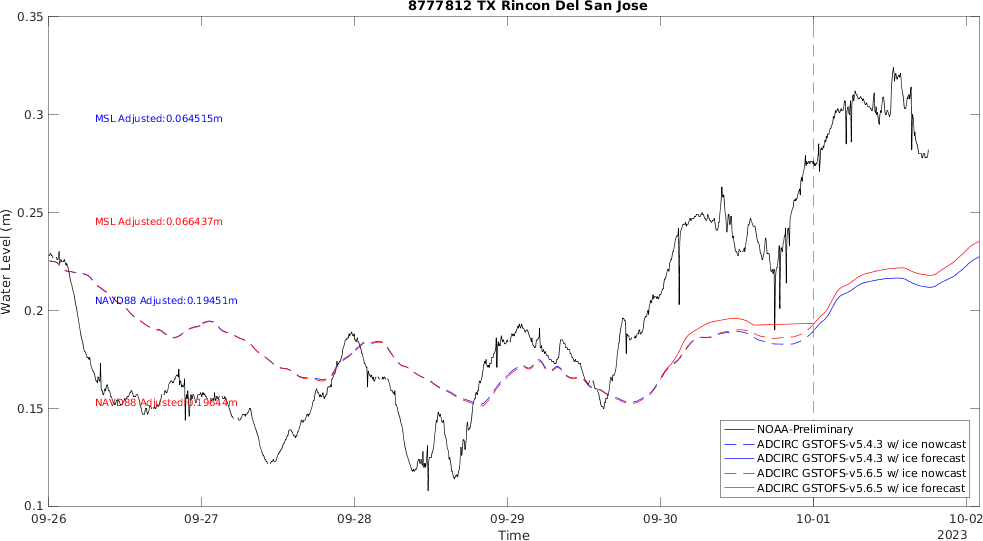 8777812 TX Rincon Del San Jose
0.35
0.3
0.25
0.2
0.15
0.1
Water Level (m)
MSL Adjusted:0.064515m
MSL Adjusted:0.066437m
NAVD88 Adjusted:0.19451m
NAVD88 Adjusted:0.19644m
NOAA-Preliminary
ADCIRC GSTOFS-v5.4.3 w/ ice nowcast
ADCIRC GSTOFS-v5.4.3 w/ ice forecast
ADCIRC GSTOFS-v5.6.5 w/ ice nowcast
ADCIRC GSTOFS-v5.6.5 w/ ice forecast
09-26 09-27 09-28 09-29 09-30 10-01 10-02
Time
2023